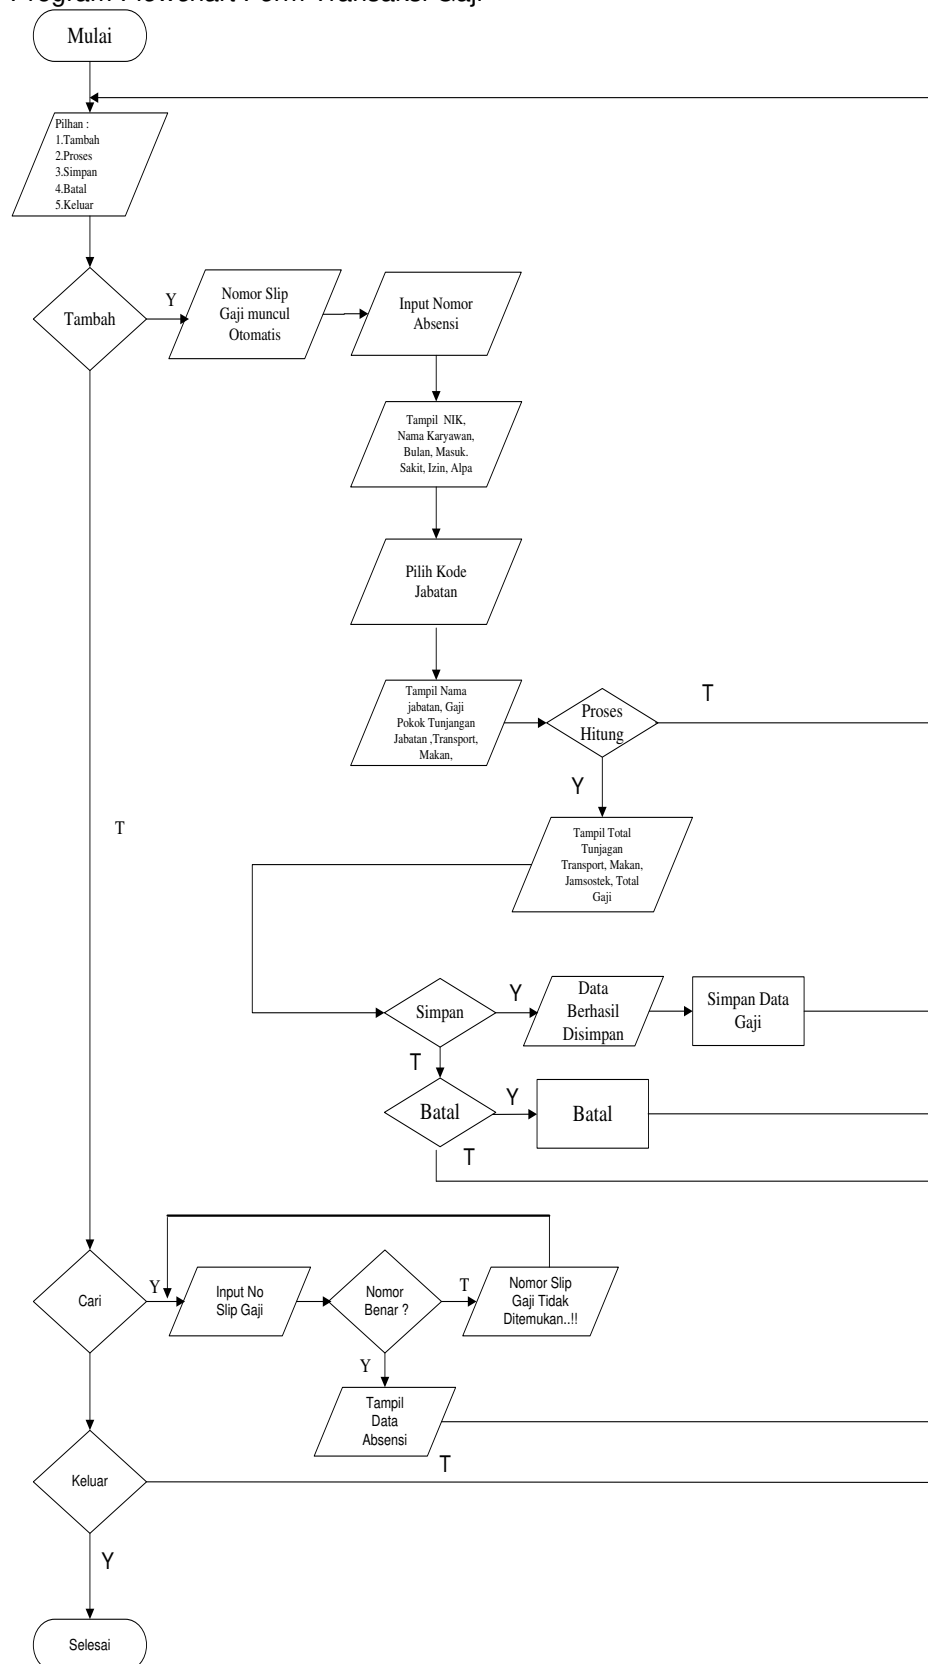 Program Flowchart Form Transaksi Gaji
Mulai
Pilhan :
1.Tambah
2.Proses
3.Simpan
4.Batal
5.Keluar
Tambah
Y
Nomor Slip
Gaji muncul
Otomatis
Input Nomor
Absensi
Tampil NIK,
Nama Karyawan,
Bulan, Masuk.
Sakit, Izin, Alpa
Pilih Kode
Jabatan
Tampil Nama
jabatan, Gaji
Pokok Tunjangan
Jabatan ,Transport,
Makan,
Proses
Hitung
T
Y
T
Tampil Total
Tunjagan
Transport, Makan,
Jamsostek, Total
Gaji
Simpan
Y
Data
Berhasil
Disimpan
Simpan Data
Gaji
T
Batal
Y
Batal
T
Cari
Y
Input No
Slip Gaji
Nomor
Benar ?
T
Nomor Slip
Gaji Tidak
Ditemukan..!!
Y
Tampil
Data
Absensi
T
Keluar
Y
Selesai